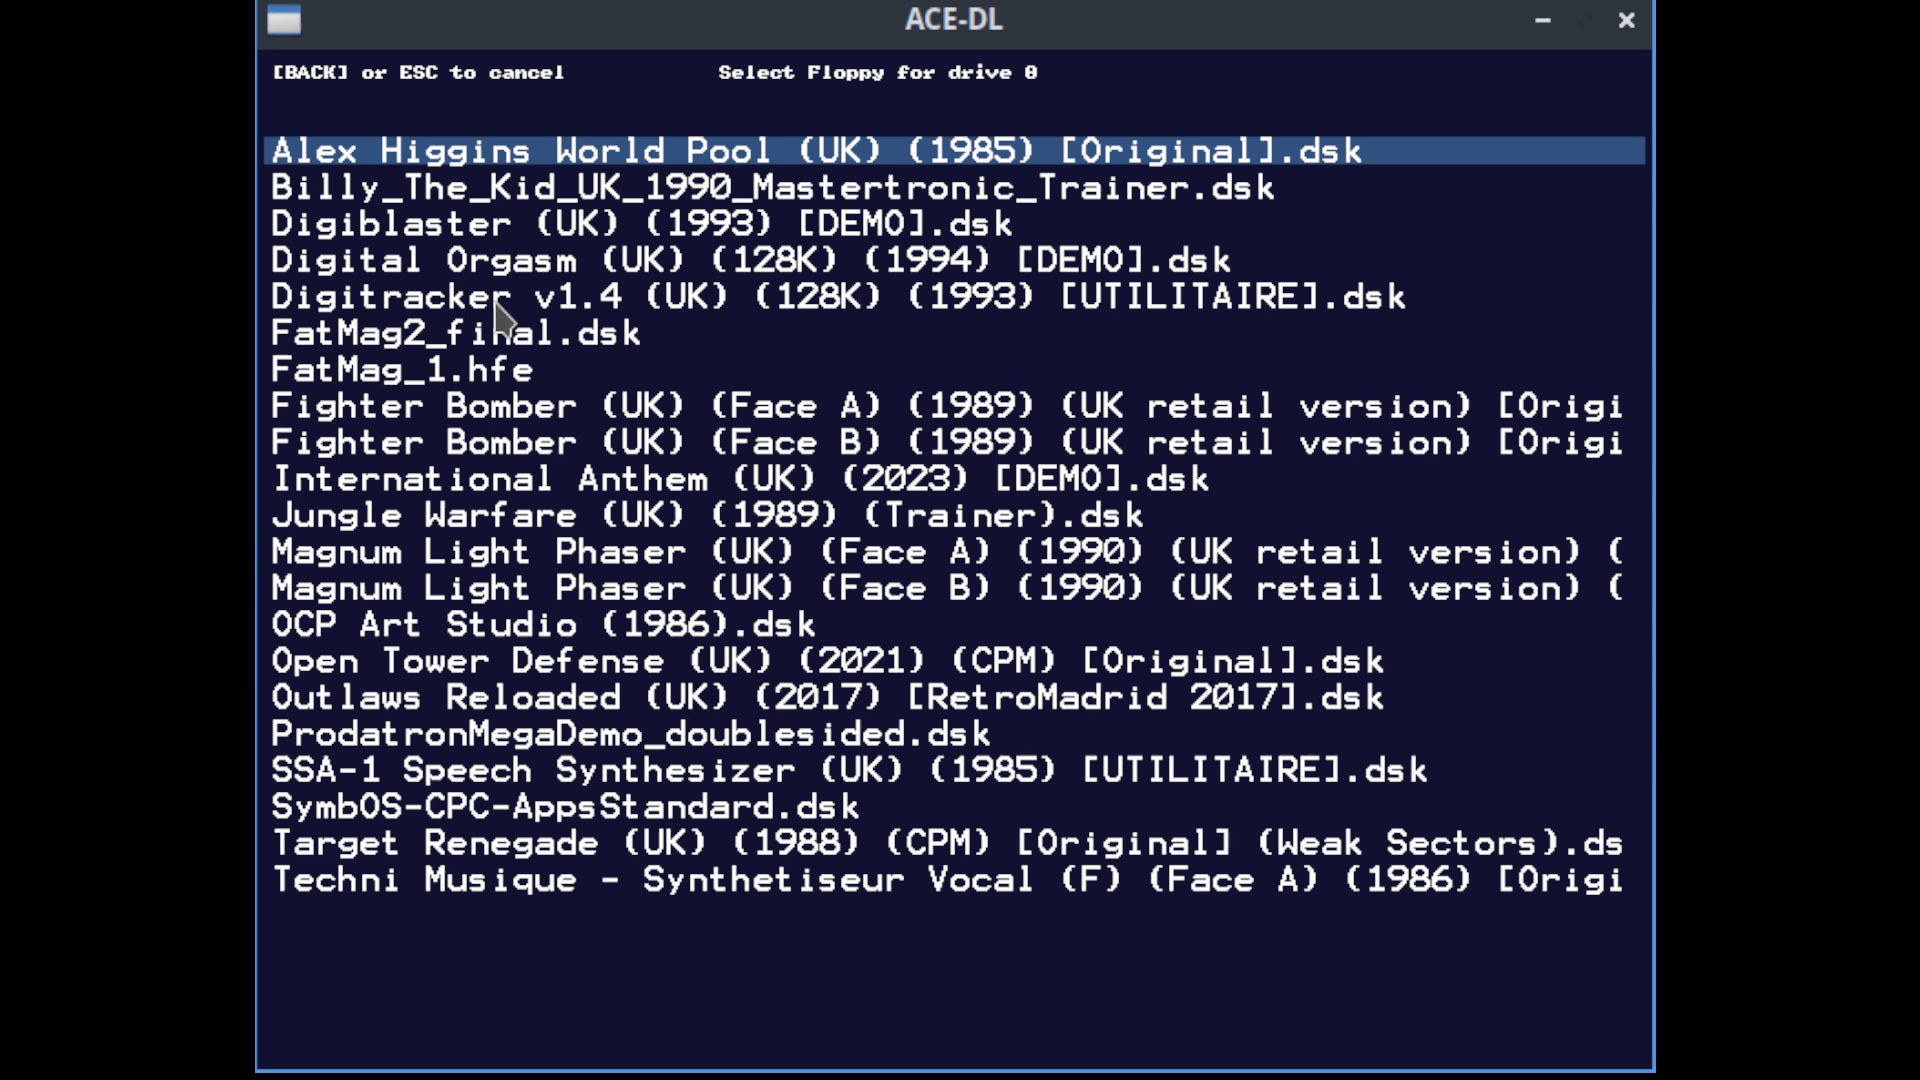 ACE-DL
[BACK] or ESC to cancel
Select Floppy for drive 0
Alex Higgins World Pool (UK) (1985) [Original].dsk
Billy_The_Kid_UK_1990_Mastertronic_Trainer.dsk
Digiblaster (UK) (1993) [DEMO].dsk
Digital Orgasm (UK) (128K) (1994) [DEMO].dsk
Digitracker v1.4 (UK) (128K) (1993) [UTILITAIRE].dsk
FatMag2_final.dsk
FatMag_1.hfe
Fighter Bomber (UK) (Face A) (1989) (UK retail version) [Origi
Fighter Bomber (UK) (Face B) (1989) (UK retail version) [Origi
International Anthem (UK) (2023) [DEMO].dsk
Jungle Warfare (UK) (1989) (Trainer).dsk
Magnum Light Phaser (UK) (Face A) (1990) (UK retail version) (
Magnum Light Phaser (UK) (Face B) (1990) (UK retail version) (
OCP Art Studio (1986).dsk
Open Tower Defense (UK) (2021) (CPM) [Original].dsk
Outlaws Reloaded (UK) (2017) [RetroMadrid 2017].dsk
ProdatronMegaDemo_doublesided.dsk
SSA-1 Speech Synthesizer (UK) (1985) [UTILITAIRE].dsk
SymbOS-CPC-AppsStandard.dsk
Target Renegade (UK) (1988) (CPM) [Original] (Weak Sectors).ds
Techni Musique - Synthetiseur Vocal (F) (Face A) (1986) [Origi